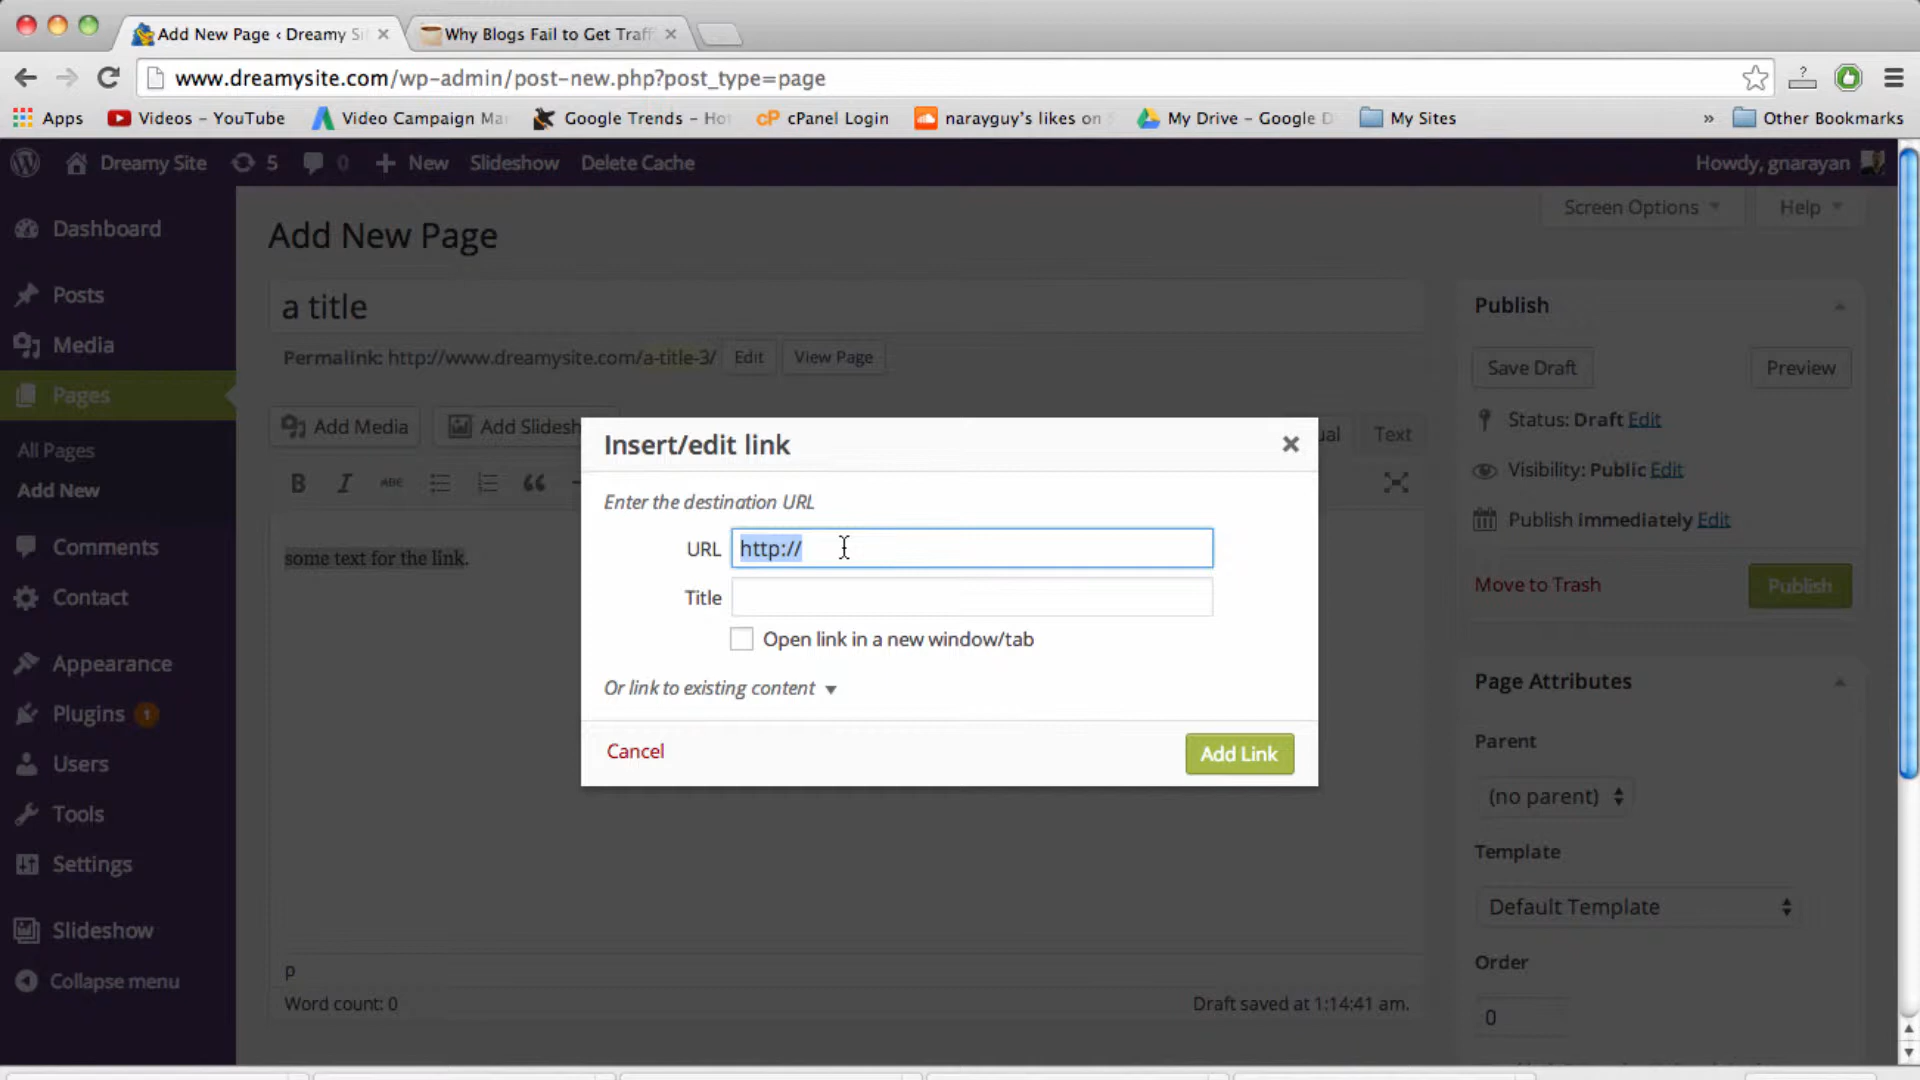 Add New Page ‹ Dreamy Si
Why Blogs Fail to Get Traff
www.dreamysite.com/wp-admin/post-new.php?post_type=page
Apps
Videos - YouTube
Video Campaign Ma
Google Trends - Ho
cPanel Login
narayguy's likes on
My Drive - Google D
My Sites
»
Other Bookmarks
Dreamy Site
5
0
New
Slideshow
Delete Cache
Howdy, gnarayan
Screen Options
Help
Dashboard
Posts
Media
Pages
All Pages
Add New
Comments
Contact
Appearance
Plugins 1
Users
Tools
Settings
Slideshow
Collapse menu
Add New Page
a title
Permalink: http://www.dreamysite.com/a-title-3/
Edit
View Page
Add Media
Add Slidesh
ual
Text
B I ABC
some text for the link.
p
Word count: 0
Draft saved at 1:14:41 am.
Insert/edit link
Enter the destination URL
URL
http://
Title
Open link in a new window/tab
Or link to existing content
Cancel
Add Link
Publish
Save Draft
Preview
Status: Draft Edit
Visibility: Public Edit
Publish immediately Edit
Move to Trash
Publish
Page Attributes
Parent
(no parent)
Template
Default Template
Order
0